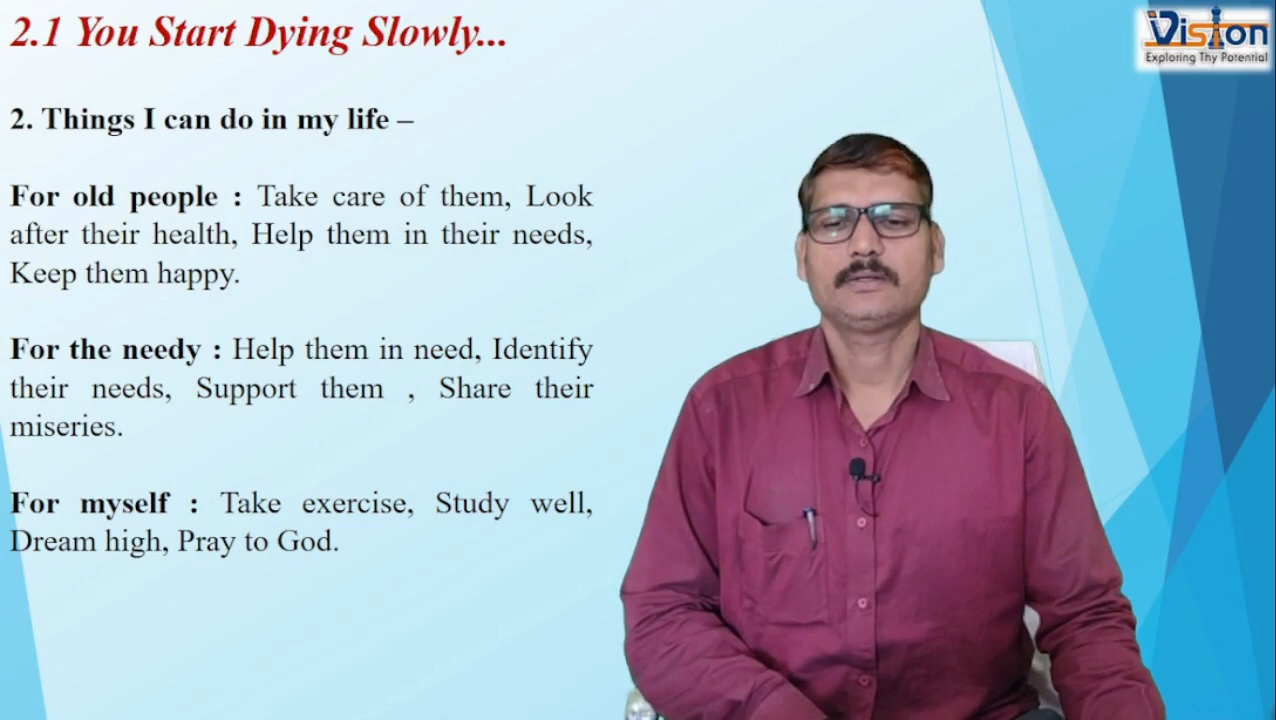 2.1 You Start Dying Slowly...
Vision
Exploring Thy Potential
2. Things I can do in my life –
For old people : Take care of them, Look
after their health, Help them in their needs,
Keep them happy.
For the needy : Help them in need, Identify
their needs, Support them , Share their
miseries.
For myself : Take exercise, Study well,
Dream high, Pray to God.